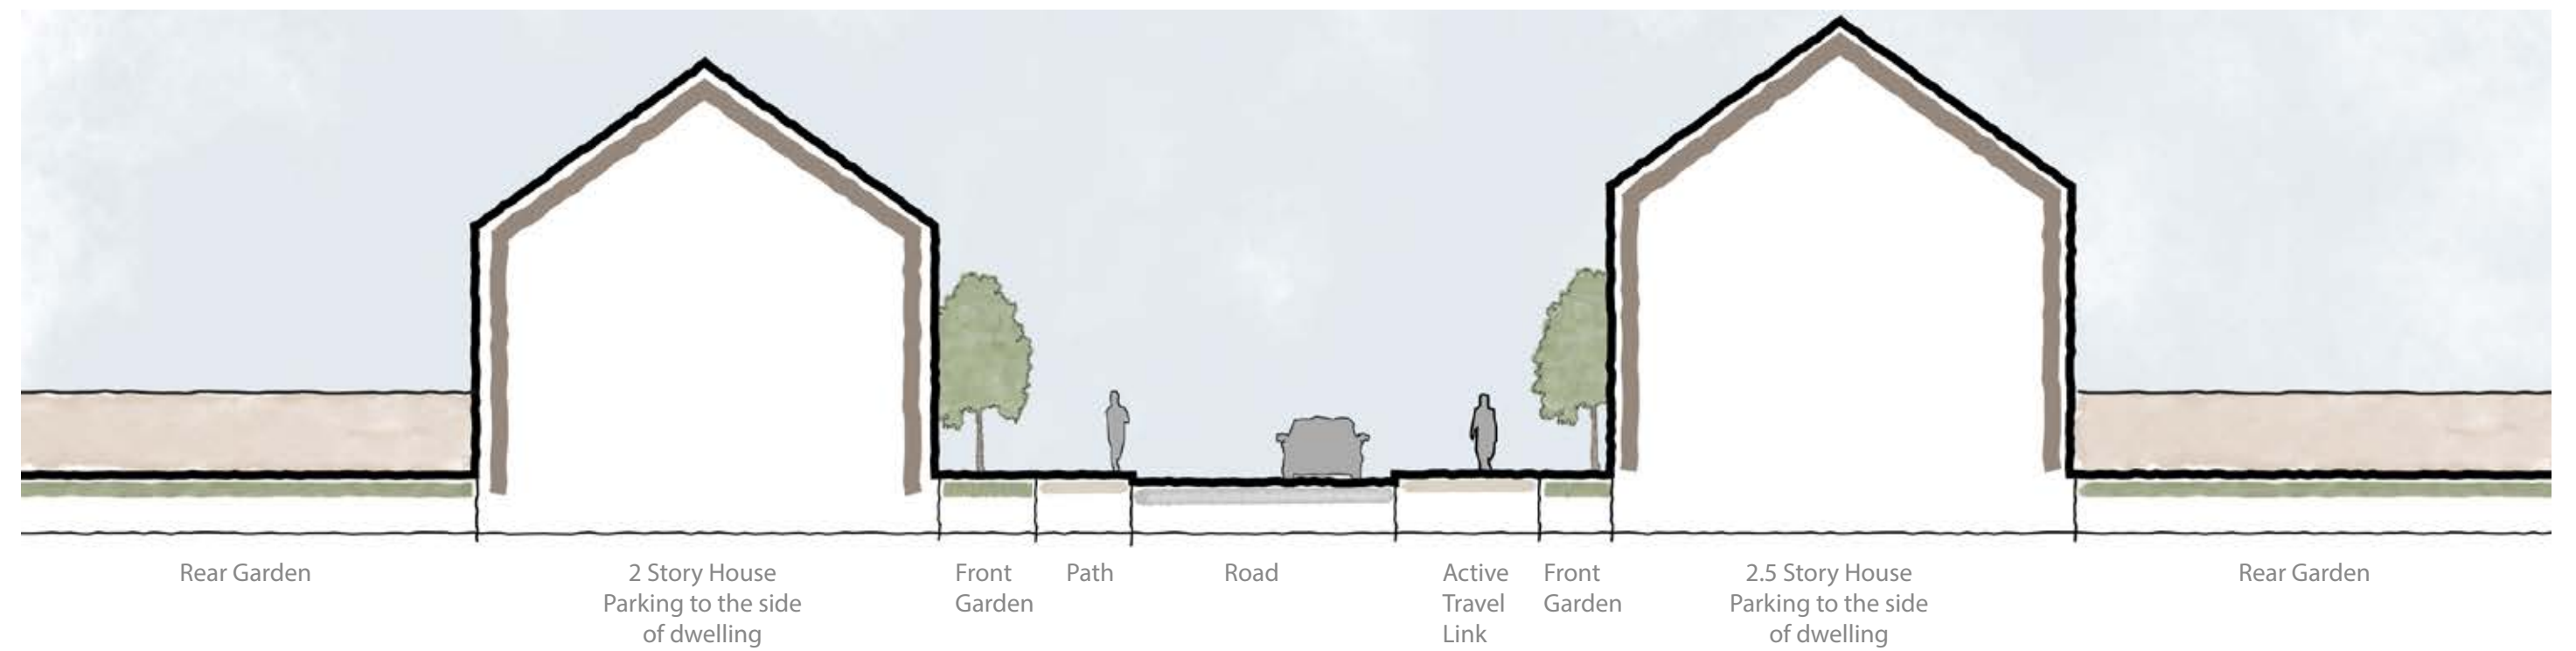 Rear Garden
2 Story House
Parking to the side
of dwelling
Front
Garden
Path
Road
Active
Travel
Link
Front
Garden
2.5 Story House
Parking to the side
of dwelling
Rear Garden